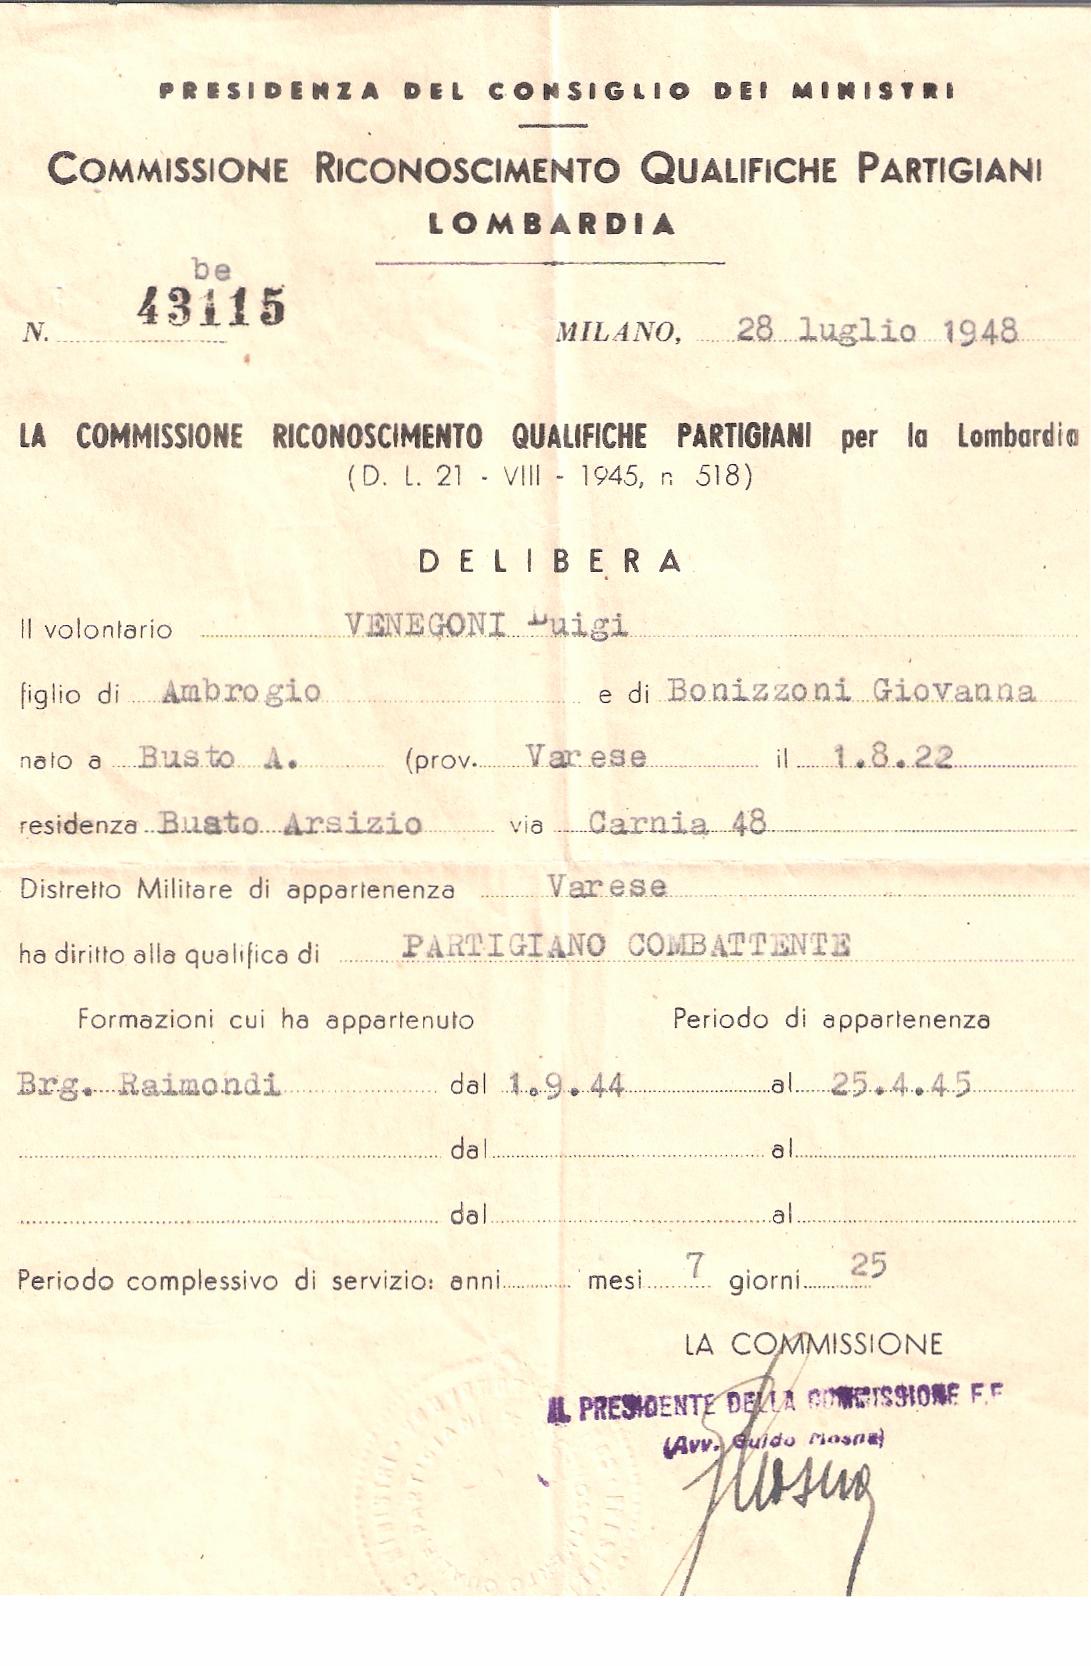 PRESIDENZA DEL CONSIGLIO DEI MINISTRI
COMMISSIONE RICONOSCIMENTO QUALIFICHE PARTIGIANI
LOMBARDIA
be
N. 43115 MILANO, 28 luglio 1948
LA COMMISSIONE RICONOSCIMENTO QUALIFICHE PARTIGIANI per la Lombardia
(D. L. 21 - VIII - 1945, n 518)
DELIBERA
Il volontario VENEGONI Luigi
figlio di Ambrogio e di Bonizzoni Giovanna
nato a Busto A. (prov. Varese il 1.8.22
residenza Busto Arsizio via Carnia 48
Distretto Militare di appartenenza Varese
ha diritto alla qualifica di PARTIGIANO COMBATTENTE
Formazioni cui ha appartenuto Periodo di appartenenza
Brg. Raimondi dal 1.9.44 al 25.4.45
dal al
dal al
Periodo complessivo di servizio: anni mesi 7 giorni 25
LA COMMISSIONE
IL PRESIDENTE DELLA COMMISSIONE F.F
(Avv. Guido Mosna)
Mosna